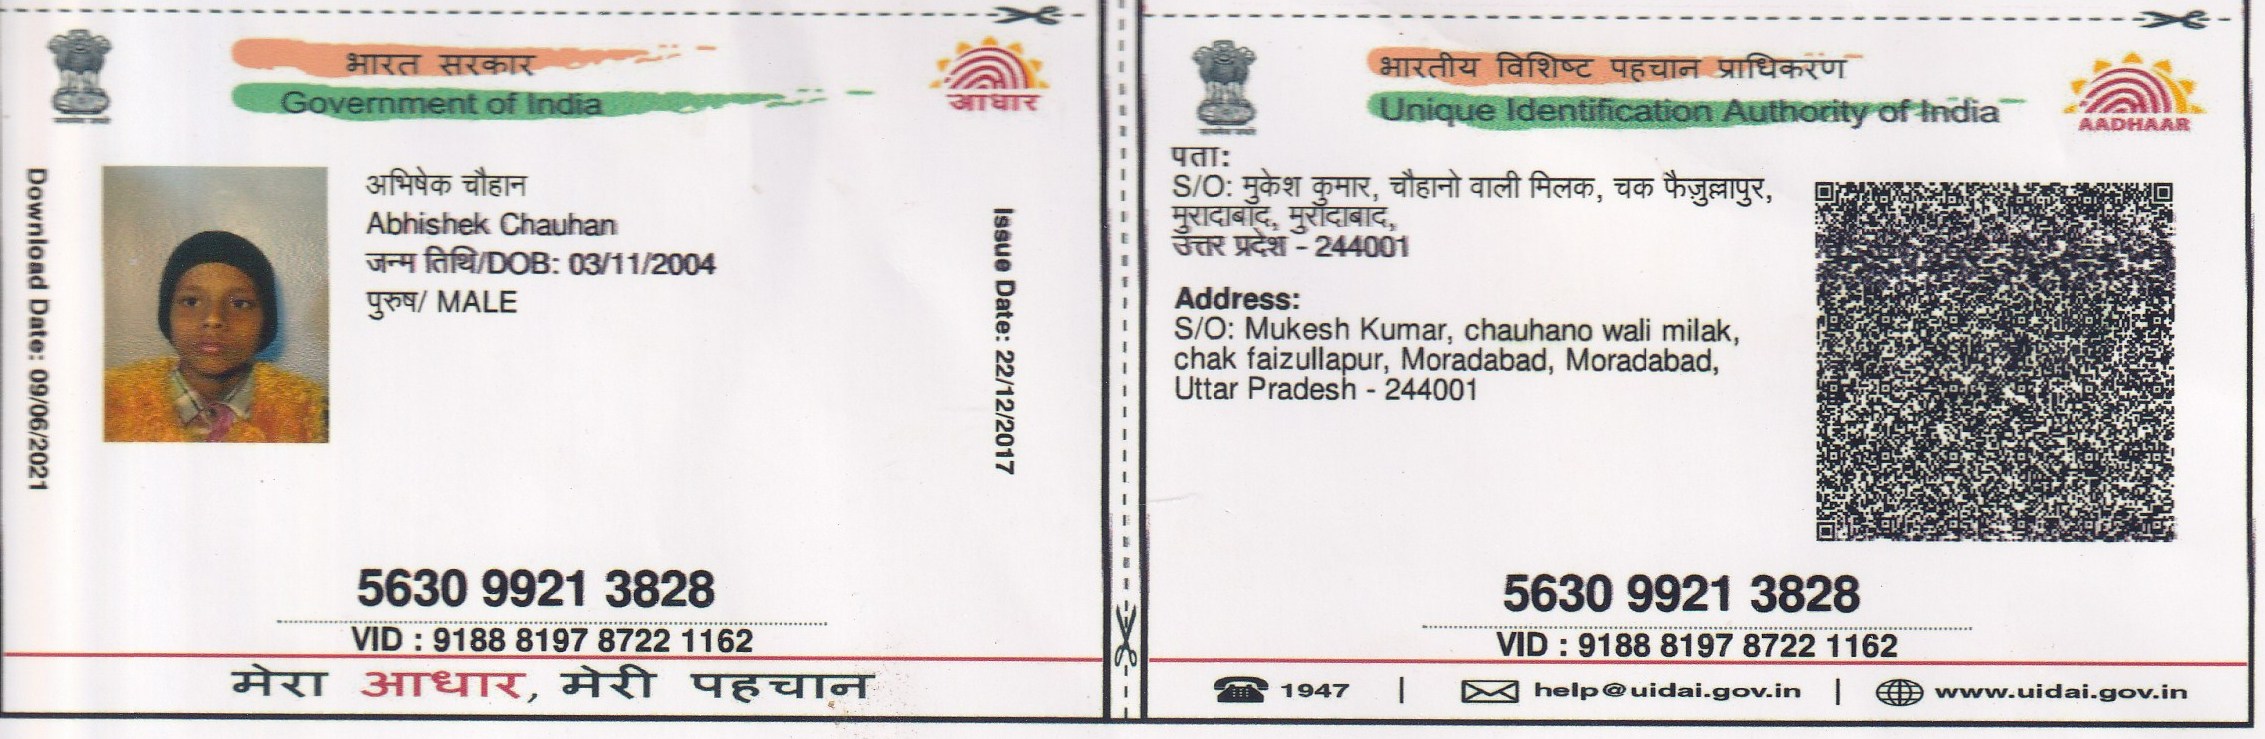 भारत सरकार
Government of India
आधार
Download Date: 09/06/2021
अभिषेक चौहान
Abhishek Chauhan
जन्म तिथि/DOB: 03/11/2004
पुरुष/ MALE
Issue Date: 22/12/2017
5630 9921 3828
VID : 9188 8197 8722 1162
मेरा आधार, मेरी पहचान
भारतीय विशिष्ट पहचान प्राधिकरण
Unique Identification Authority of India
AADHAAR
पता:
S/O: मुकेश कुमार, चौहानो वाली मिलक, चक फैज़ुल्लापुर,
मुरादाबाद, मुरादाबाद,
उत्तर प्रदेश - 244001
Address:
S/O: Mukesh Kumar, chauhano wali milak,
chak faizullapur, Moradabad, Moradabad,
Uttar Pradesh - 244001
5630 9921 3828
VID : 9188 8197 8722 1162
1947 | help@uidai.gov.in | www.uidai.gov.in